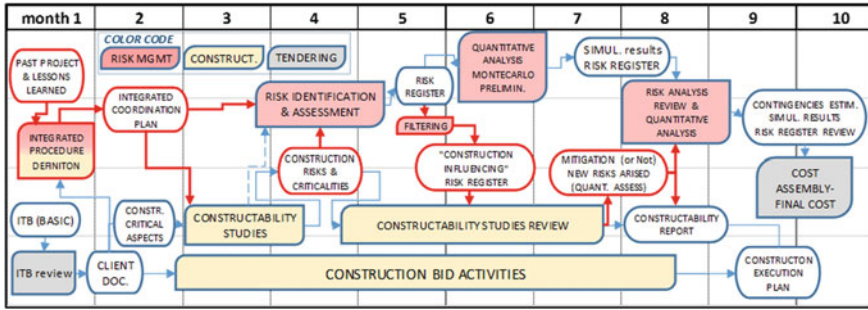 month 1 2 3 4 5 6 7 8 9 10
COLOR CODE
RISK MGMT
CONSTRUCT.
TENDERING
PAST PROJECT
& LESSONS
LEARNED
INTEGRATED
PROCEDURE
DEFINITON
INTEGRATED
COORDINATION
PLAN
RISK IDENTIFICATION
& ASSESSMENT
RISK
REGISTER
FILTERING
QUANTITATIVE
ANALYSIS
MONTECARLO
PRELIMIN.
SIMUL. results
RISK REGISTER
RISK ANALYSIS
REVIEW &
QUANTITATIVE
ANALYSIS
CONTINGENCIES ESTIM.
SIMUL. RESULTS
RISK REGISTER REVIEW
CONSTRUCTION
RISKS &
CRITICALITIES
"CONSTRUCTION
INFLUENCING"
RISK REGISTER
MITIGATION (or Not)
NEW RISKS ARISED
(QUANT. ASSESS)
COST
ASSEMBLY-
FINAL COST
ITB (BASIC)
CONSTR.
CRITICAL
ASPECTS
CONSTRUCTABILITY
STUDIES
CONSTRUCTABILITY STUDIES REVIEW
CONSTRUCTABILITY
REPORT
ITB review
CLIENT
DOC.
CONSTRUCTION BID ACTIVITIES
CONSTRUCTON
EXECUTION
PLAN